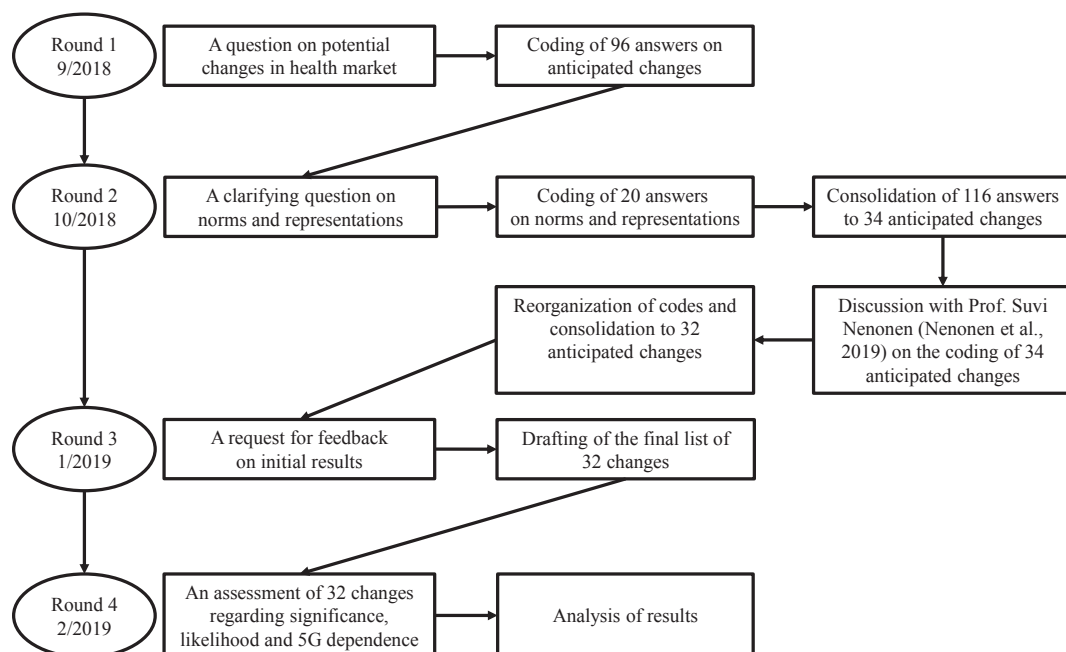 Round 1
9/2018
A question on potential
changes in health market
Coding of 96 answers on
anticipated changes
Round 2
10/2018
A clarifying question on
norms and representations
Coding of 20 answers
on norms and representations
Consolidation of 116 answers
to 34 anticipated changes
Discussion with Prof. Suvi
Nenonen (Nenonen et al.,
2019) on the coding of 34
anticipated changes
Reorganization of codes and
consolidation to 32
anticipated changes
Round 3
1/2019
A request for feedback
on initial results
Drafting of the final list of
32 changes
Round 4
2/2019
An assessment of 32 changes
regarding significance,
likelihood and 5G dependence
Analysis of results